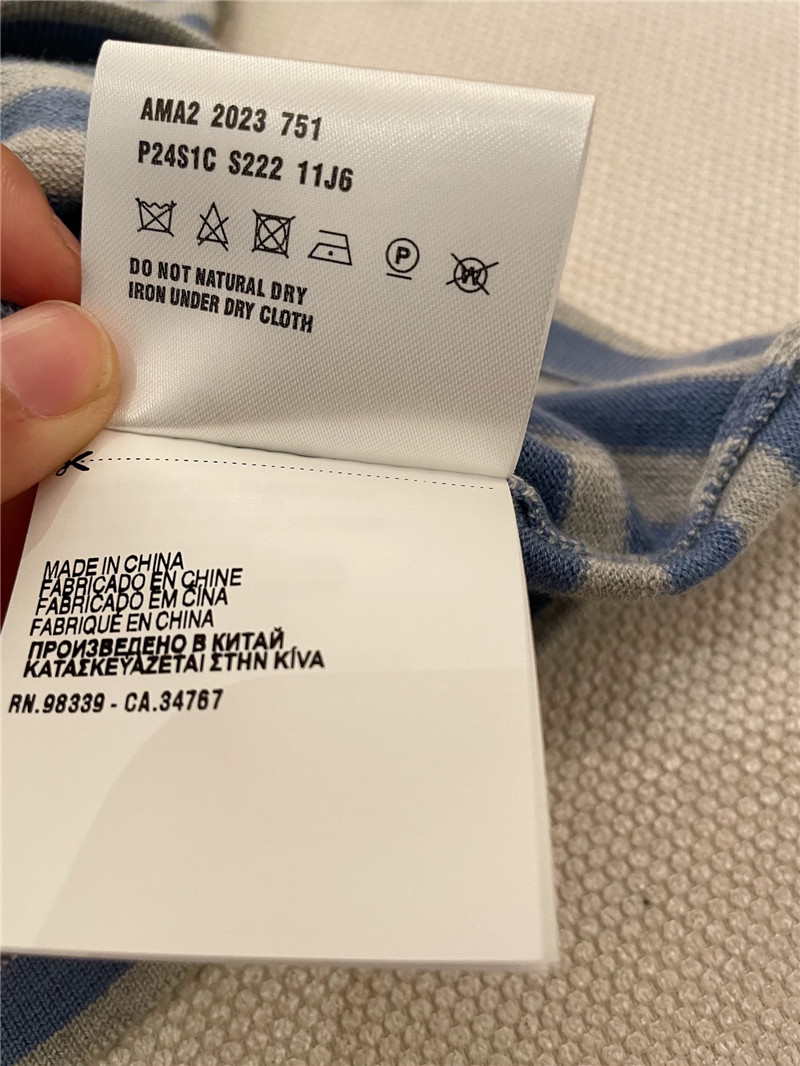 AMA2 2023 751
P24S1C S222 11J6
P W
DO NOT NATURAL DRY
IRON UNDER DRY CLOTH
MADE IN CHINA
FABRICADO EN CHINE
FABRICADO EM CINA
FABRIQUÉ EN CHINA
ПРОИЗВЕДЕНО В КИТАЙ
ΚΑΤΑΣΚΕΥΑΖΕΤΑΙ ΣΤΗΝ ΚΊΝΑ
RN.98339 - CA.34767